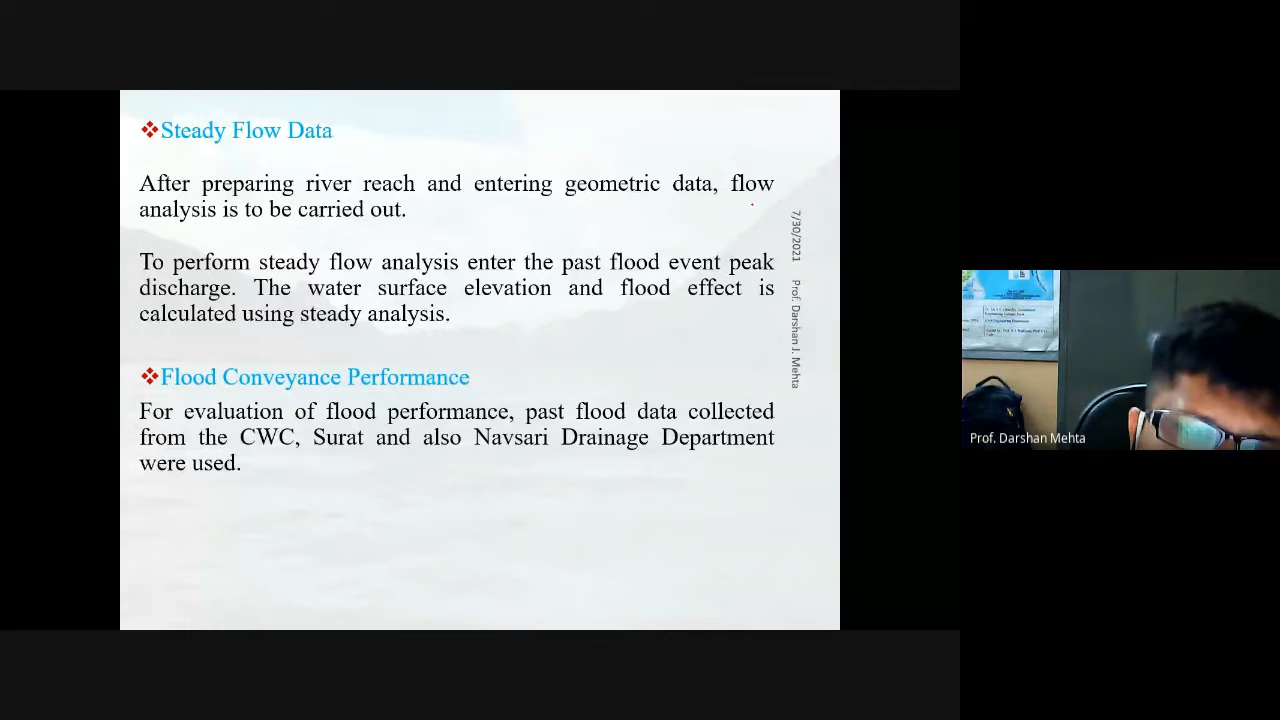 ❖Steady Flow Data
After preparing river reach and entering geometric data, flow
analysis is to be carried out.
To perform steady flow analysis enter the past flood event peak
discharge. The water surface elevation and flood effect is
calculated using steady analysis.
❖Flood Conveyance Performance
For evaluation of flood performance, past flood data collected
from the CWC, Surat and also Navsari Drainage Department
were used.
7/30/2021
Prof. Darshan J. Mehta
Prof. Darshan Mehta